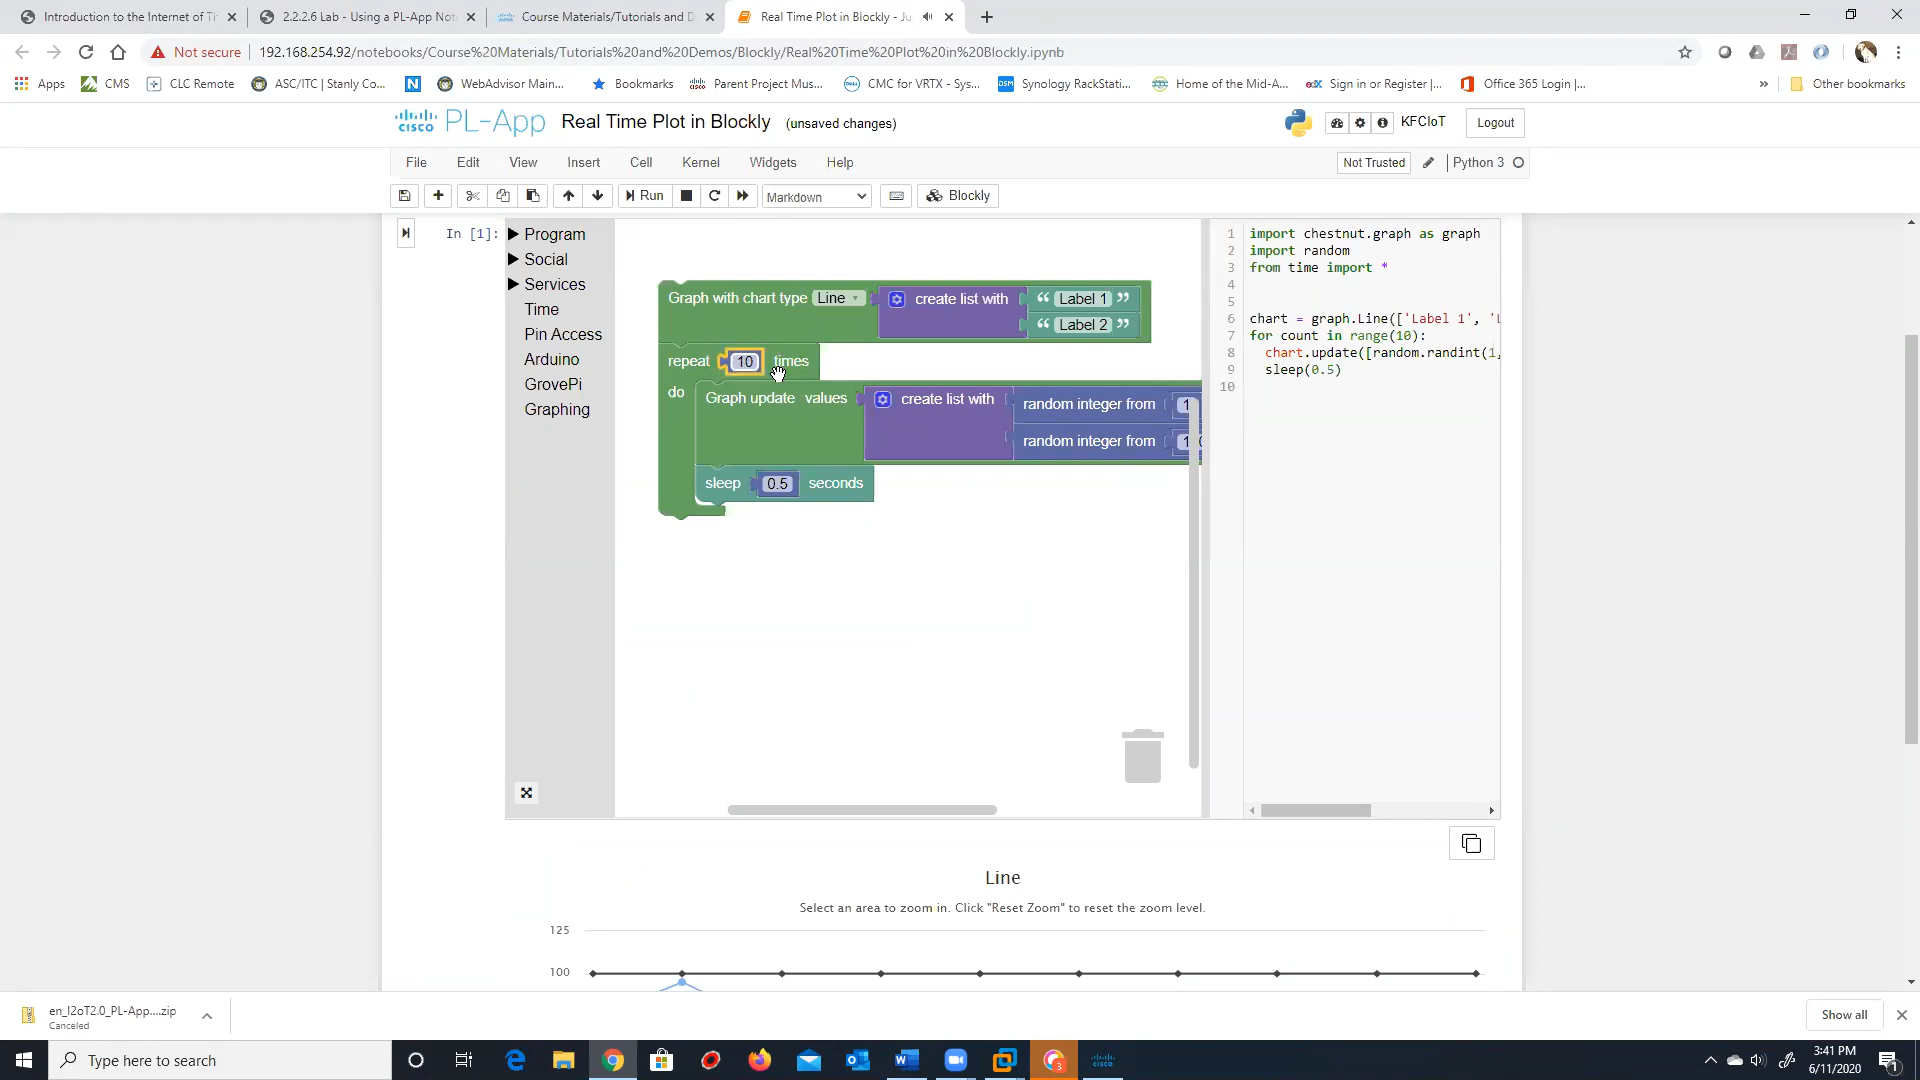 Introduction to the Internet of Th
2.2.2.6 Lab - Using a PL-App Not
Course Materials/Tutorials and D
Real Time Plot in Blockly - Ju
Not secure
192.168.254.92/notebooks/Course%20Materials/Tutorials%20and%20Demos/Blockly/Real%20Time%20Plot%20in%20Blockly.ipynb
Apps
CMS
CLC Remote
ASC/ITC | Stanly Co...
WebAdvisor Main...
Bookmarks
Parent Project Mus...
CMC for VRTX - Sys...
Synology RackStati...
Home of the Mid-A...
Sign in or Register |...
Office 365 Login |...
»
Other bookmarks
cisco PL-App
Real Time Plot in Blockly
(unsaved changes)
KFCIoT
Logout
File
Edit
View
Insert
Cell
Kernel
Widgets
Help
Not Trusted
Python 3
Run
Markdown
Blockly
In [1]:
Program
Social
Services
Time
Pin Access
Arduino
GrovePi
Graphing
Graph with chart type Line
create list with
“ Label 1 ”
“ Label 2 ”
repeat 10 times
do
Graph update values
create list with
random integer from 1
random integer from 1
sleep 0.5 seconds
1 import chestnut.graph as graph
2 import random
3 from time import *
4
5
6 chart = graph.Line(['Label 1', 'L
7 for count in range(10):
8 chart.update([random.randint(1,
9 sleep(0.5)
10
Line
Select an area to zoom in. Click "Reset Zoom" to reset the zoom level.
125
100
en_I2oT2.0_PL-App....zip
Canceled
Show all
Type here to search
3
3:41 PM
6/11/2020
1